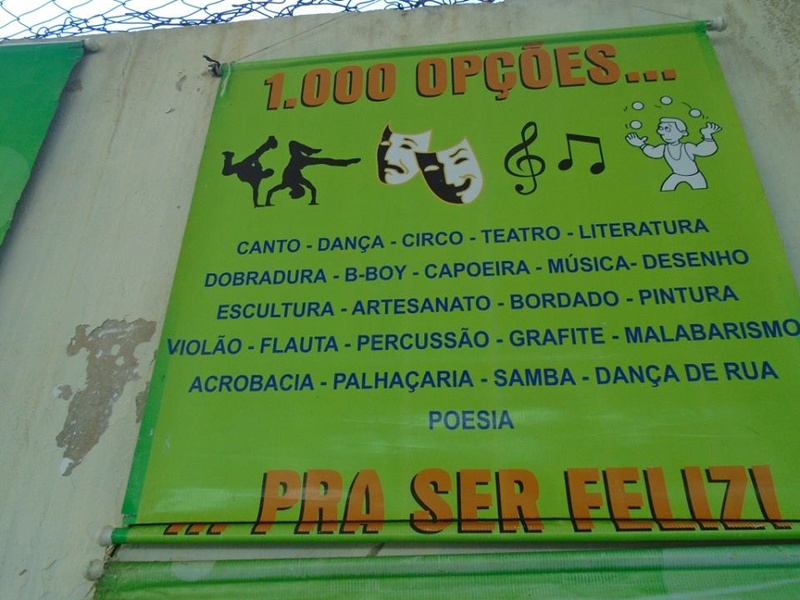 1.000 OPÇÕES...
CANTO - DANÇA - CIRCO - TEATRO - LITERATURA
DOBRADURA - B-BOY - CAPOEIRA - MÚSICA- DESENHO
ESCULTURA - ARTESANATO - BORDADO - PINTURA
VIOLÃO - FLAUTA - PERCUSSÃO - GRAFITE - MALABARISMO
ACROBACIA - PALHAÇARIA - SAMBA - DANÇA DE RUA
POESIA
... PRA SER FELIZ!